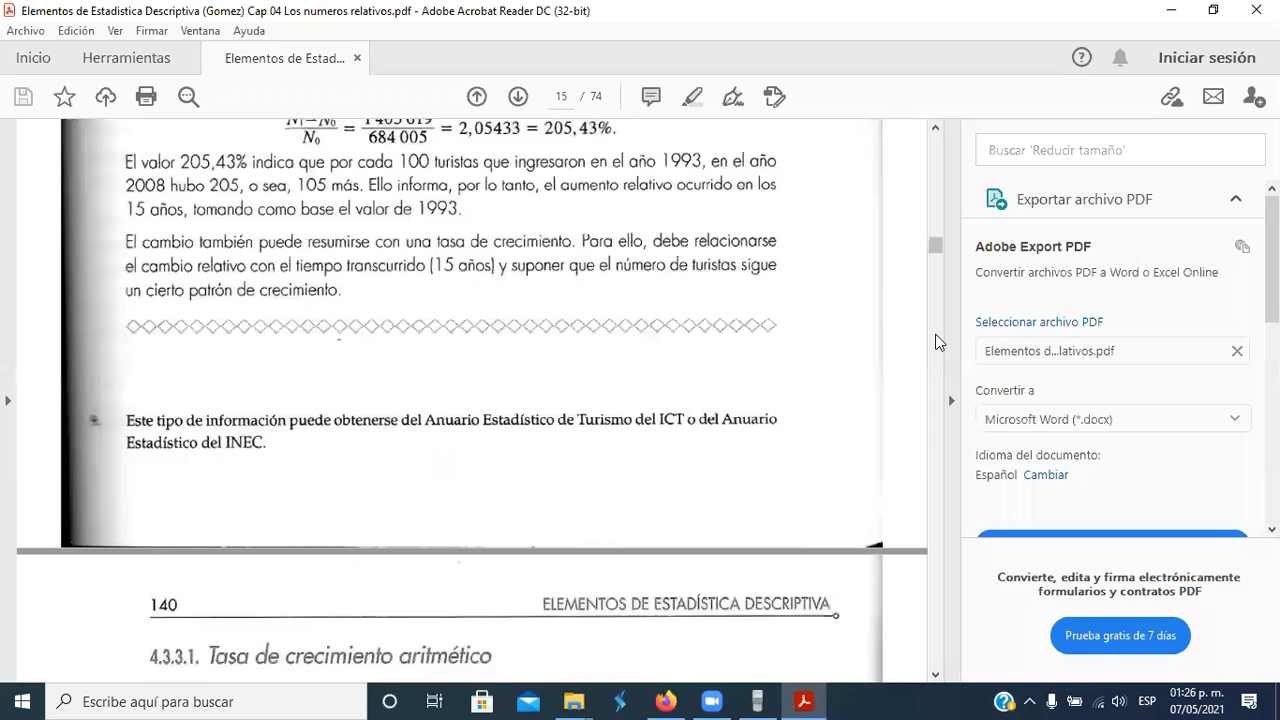 Elementos de Estadistica Descriptiva (Gomez) Cap 04 Los numeros relativos.pdf - Adobe Acrobat Reader DC (32-bit)
Archivo Edición Ver Firmar Ventana Ayuda
Inicio Herramientas Elementos de Estad... × Iniciar sesión
15 / 74
N₁−N₀ / N₀ = 1 405 619 / 684 005 = 2,05433 = 205,43%.
El valor 205,43% indica que por cada 100 turistas que ingresaron en el año 1993, en el año
2008 hubo 205, o sea, 105 más. Ello informa, por lo tanto, el aumento relativo ocurrido en los
15 años, tomando como base el valor de 1993.
El cambio también puede resumirse con una tasa de crecimiento. Para ello, debe relacionarse
el cambio relativo con el tiempo transcurrido (15 años) y suponer que el número de turistas sigue
un cierto patrón de crecimiento.
Este tipo de información puede obtenerse del Anuario Estadístico de Turismo del ICT o del Anuario
Estadístico del INEC.
140 ELEMENTOS DE ESTADÍSTICA DESCRIPTIVA
4.3.3.1. Tasa de crecimiento aritmético
Buscar 'Reducir tamaño'
Exportar archivo PDF
Adobe Export PDF
Convertir archivos PDF a Word o Excel Online
Seleccionar archivo PDF
Elementos d...lativos.pdf
Convertir a
Microsoft Word (*.docx)
Idioma del documento:
Español Cambiar
Convierte, edita y firma electrónicamente
formularios y contratos PDF
Prueba gratis de 7 días
Escribe aquí para buscar
ESP
01:26 p. m.
07/05/2021